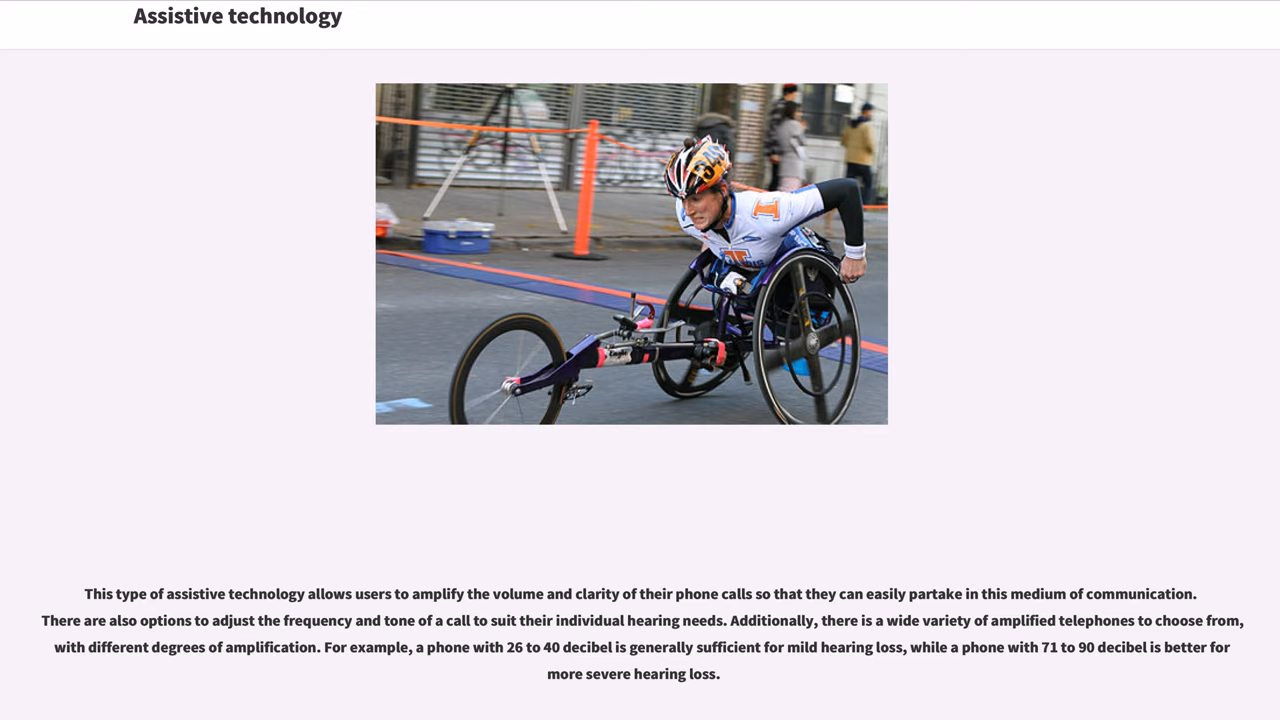 Assistive technology
349
I
I
Eagle
This type of assistive technology allows users to amplify the volume and clarity of their phone calls so that they can easily partake in this medium of communication.
There are also options to adjust the frequency and tone of a call to suit their individual hearing needs. Additionally, there is a wide variety of amplified telephones to choose from,
with different degrees of amplification. For example, a phone with 26 to 40 decibel is generally sufficient for mild hearing loss, while a phone with 71 to 90 decibel is better for
more severe hearing loss.